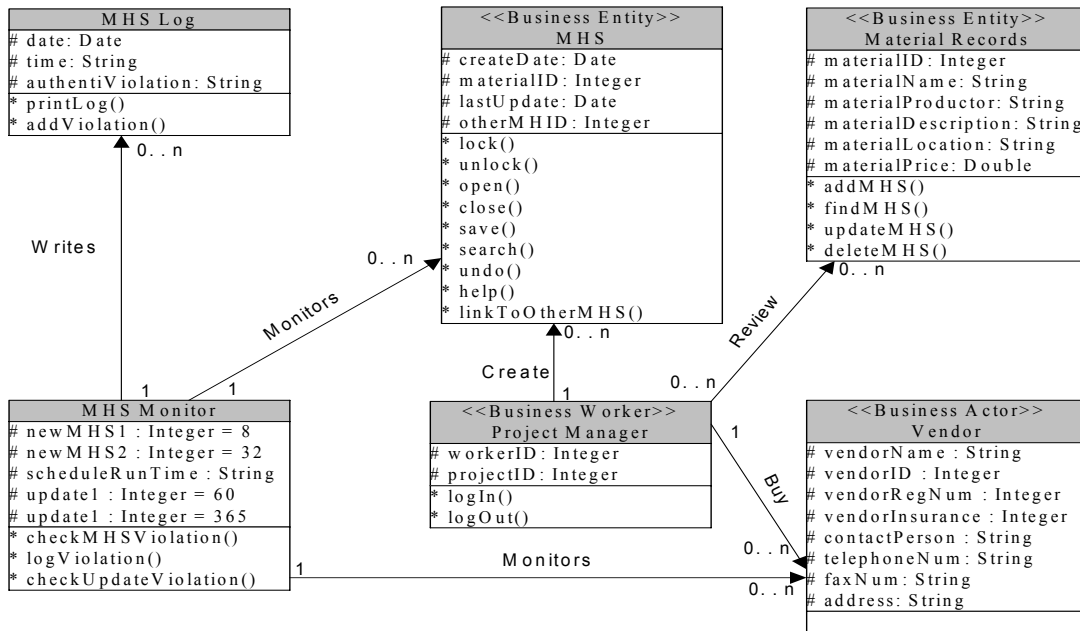 MHS Log
# date: Date
# time: String
# authentiViolation: String
* printLog()
* addViolation()
<<Business Entity>>
MHS
# createDate: Date
# materialID: Integer
# lastUpdate: Date
# otherMHID: Integer
* lock()
* unlock()
* open()
* close()
* save()
* search()
* undo()
* help()
* linkToOtherMHS()
<<Business Entity>>
Material Records
# materialID: Integer
# materialName: String
# materialProductor: String
# materialDescription: String
# materialLocation: String
# materialPrice: Double
* addMHS()
* findMHS()
* updateMHS()
* deleteMHS()
0..n
Writes
1
0..n
Monitors
1
0..n
Create
1
0..n
Review
0..n
MHS Monitor
# newMHS1 : Integer = 8
# newMHS2 : Integer = 32
# scheduleRunTime : String
# update1 : Integer = 60
# update1 : Integer = 365
* checkMHSViolation()
* logViolation()
* checkUpdateViolation()
<<Business Worker>>
Project Manager
# workerID: Integer
# projectID: Integer
* logIn()
* logOut()
1
Buy
0..n
1
Monitors
0..n
<<Business Actor>>
Vendor
# vendorName : String
# vendorID : Integer
# vendorRegNum : Integer
# vendorInsurance : Integer
# contactPerson : String
# telephoneNum : String
# faxNum: String
# address: String